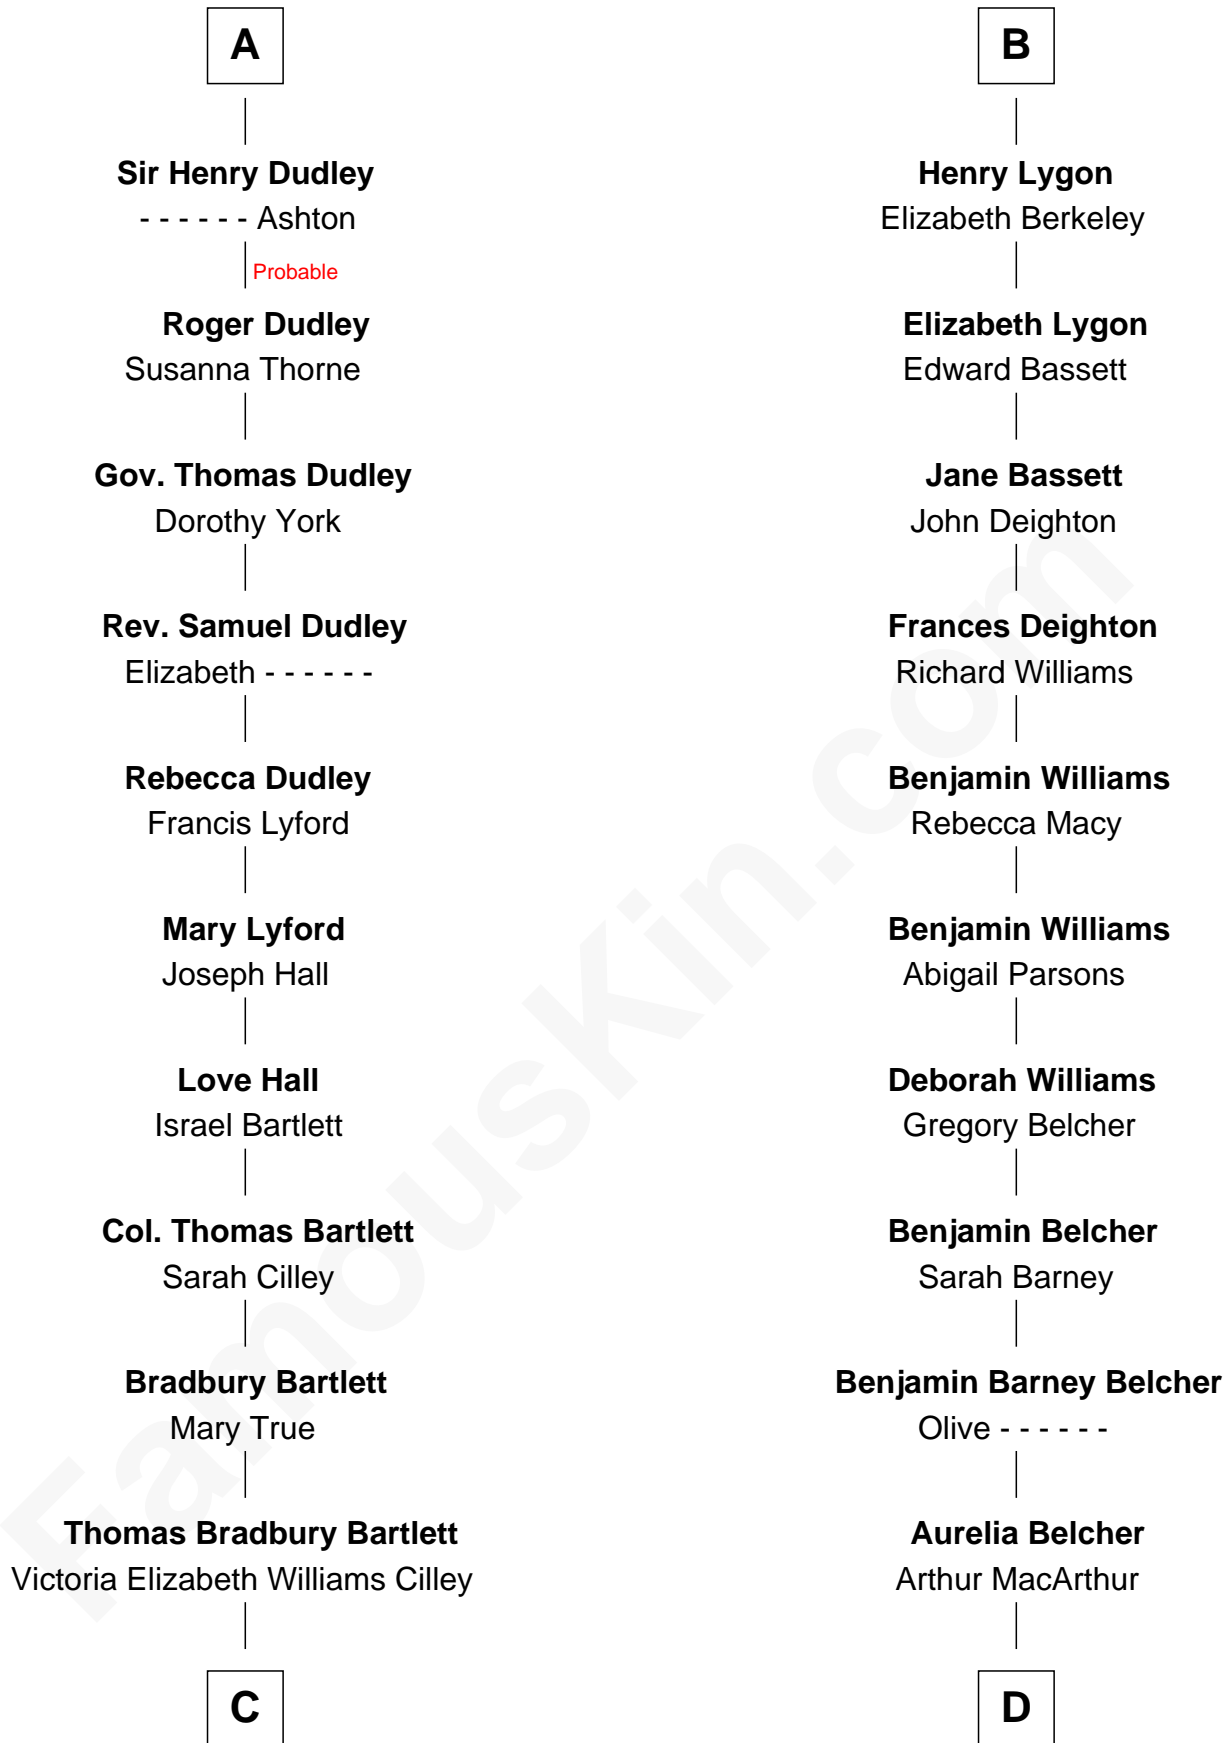 A
Sir Henry Dudley
- - - - - - Ashton
Probable
Roger Dudley
Susanna Thorne
Gov. Thomas Dudley
Dorothy York
Rev. Samuel Dudley
Elizabeth - - - - - -
Rebecca Dudley
Francis Lyford
Mary Lyford
Joseph Hall
Love Hall
Israel Bartlett
Col. Thomas Bartlett
Sarah Cilley
Bradbury Bartlett
Mary True
Thomas Bradbury Bartlett
Victoria Elizabeth Williams Cilley
C
B
Henry Lygon
Elizabeth Berkeley
Elizabeth Lygon
Edward Bassett
Jane Bassett
John Deighton
Frances Deighton
Richard Williams
Benjamin Williams
Rebecca Macy
Benjamin Williams
Abigail Parsons
Deborah Williams
Gregory Belcher
Benjamin Belcher
Sarah Barney
Benjamin Barney Belcher
Olive - - - - - -
Aurelia Belcher
Arthur MacArthur
D
FamousKin.com